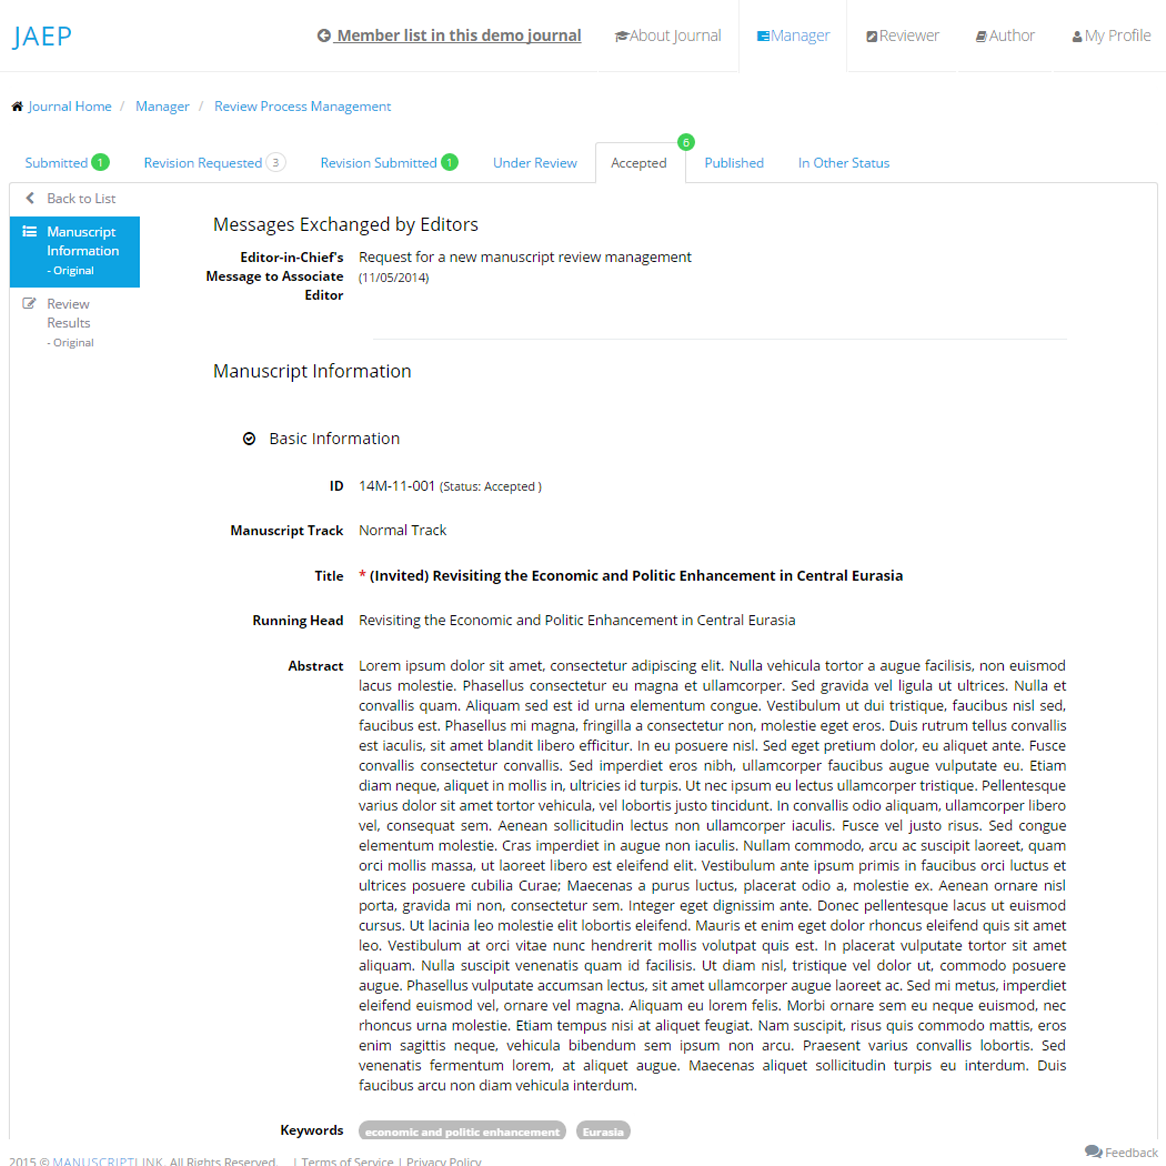 JAEP
Member list in this demo journal
About Journal
Manager
Reviewer
Author
My Profile
Journal Home / Manager / Review Process Management
Submitted 1
Revision Requested 3
Revision Submitted 1
Under Review
Accepted 6
Published
In Other Status
Back to List
Manuscript
Information
- Original
Review
Results
- Original
Messages Exchanged by Editors
Editor-in-Chief's
Message to Associate
Editor
Request for a new manuscript review management
(11/05/2014)
Manuscript Information
Basic Information
ID 14M-11-001 (Status: Accepted )
Manuscript Track Normal Track
Title * (Invited) Revisiting the Economic and Politic Enhancement in Central Eurasia
Running Head Revisiting the Economic and Politic Enhancement in Central Eurasia
Abstract Lorem ipsum dolor sit amet, consectetur adipiscing elit. Nulla vehicula tortor a augue facilisis, non euismod
lacus molestie. Phasellus consectetur eu magna et ullamcorper. Sed gravida vel ligula ut ultrices. Nulla et
convallis quam. Aliquam sed est id urna elementum congue. Vestibulum ut dui tristique, faucibus nisl sed,
faucibus est. Phasellus mi magna, fringilla a consectetur non, molestie eget eros. Duis rutrum tellus convallis
est iaculis, sit amet blandit libero efficitur. In eu posuere nisl. Sed eget pretium dolor, eu aliquet ante. Fusce
convallis consectetur convallis. Sed imperdiet eros nibh, ullamcorper faucibus augue vulputate eu. Etiam
diam neque, aliquet in mollis in, ultricies id turpis. Ut nec ipsum eu lectus ullamcorper tristique. Pellentesque
varius dolor sit amet tortor vehicula, vel lobortis justo tincidunt. In convallis odio aliquam, ullamcorper libero
vel, consequat sem. Aenean sollicitudin lectus non ullamcorper iaculis. Fusce vel justo risus. Sed congue
elementum molestie. Cras imperdiet in augue non iaculis. Nullam commodo, arcu ac suscipit laoreet, quam
orci mollis massa, ut laoreet libero est eleifend elit. Vestibulum ante ipsum primis in faucibus orci luctus et
ultrices posuere cubilia Curae; Maecenas a purus luctus, placerat odio a, molestie ex. Aenean ornare nisl
porta, gravida mi non, consectetur sem. Integer eget dignissim ante. Donec pellentesque lacus ut euismod
cursus. Ut lacinia leo molestie elit lobortis eleifend. Mauris et enim eget dolor rhoncus eleifend quis sit amet
leo. Vestibulum at orci vitae nunc hendrerit mollis volutpat quis est. In placerat vulputate tortor sit amet
aliquam. Nulla suscipit venenatis quam id facilisis. Ut diam nisl, tristique vel dolor ut, commodo posuere
augue. Phasellus vulputate accumsan lectus, sit amet ullamcorper augue laoreet ac. Sed mi metus, imperdiet
eleifend euismod vel, ornare vel magna. Aliquam eu lorem felis. Morbi ornare sem eu neque euismod, nec
rhoncus urna molestie. Etiam tempus nisi at aliquet feugiat. Nam suscipit, risus quis commodo mattis, eros
enim sagittis neque, vehicula bibendum sem ipsum non arcu. Praesent varius convallis lobortis. Sed
venenatis fermentum lorem, at aliquet augue. Maecenas aliquet sollicitudin turpis eu interdum. Duis
faucibus arcu non diam vehicula interdum.
Keywords economic and politic enhancement Eurasia
2015 © MANUSCRIPTLINK. All Rights Reserved. | Terms of Service | Privacy Policy
Feedback